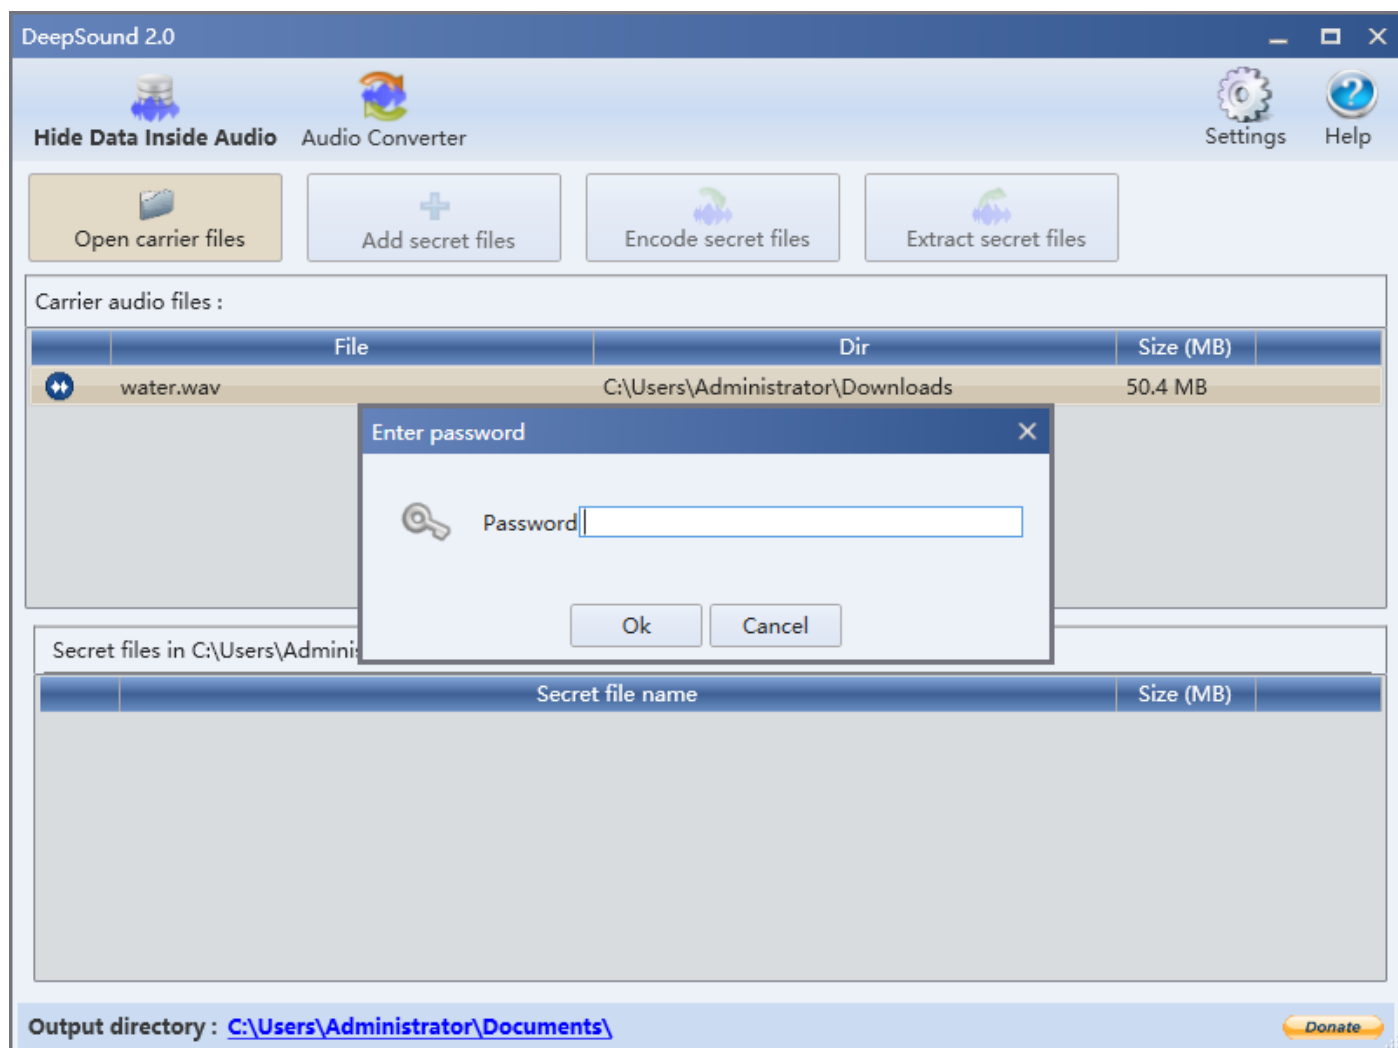 DeepSound 2.0
Hide Data Inside Audio Audio Converter Settings Help
Open carrier files Add secret files Encode secret files Extract secret files
Carrier audio files :
File Dir Size (MB)
water.wav C:\Users\Administrator\Downloads 50.4 MB
Enter password
Password
Ok Cancel
Secret files in C:\Users\Adminis
Secret file name Size (MB)
Output directory : C:\Users\Administrator\Documents\ Donate